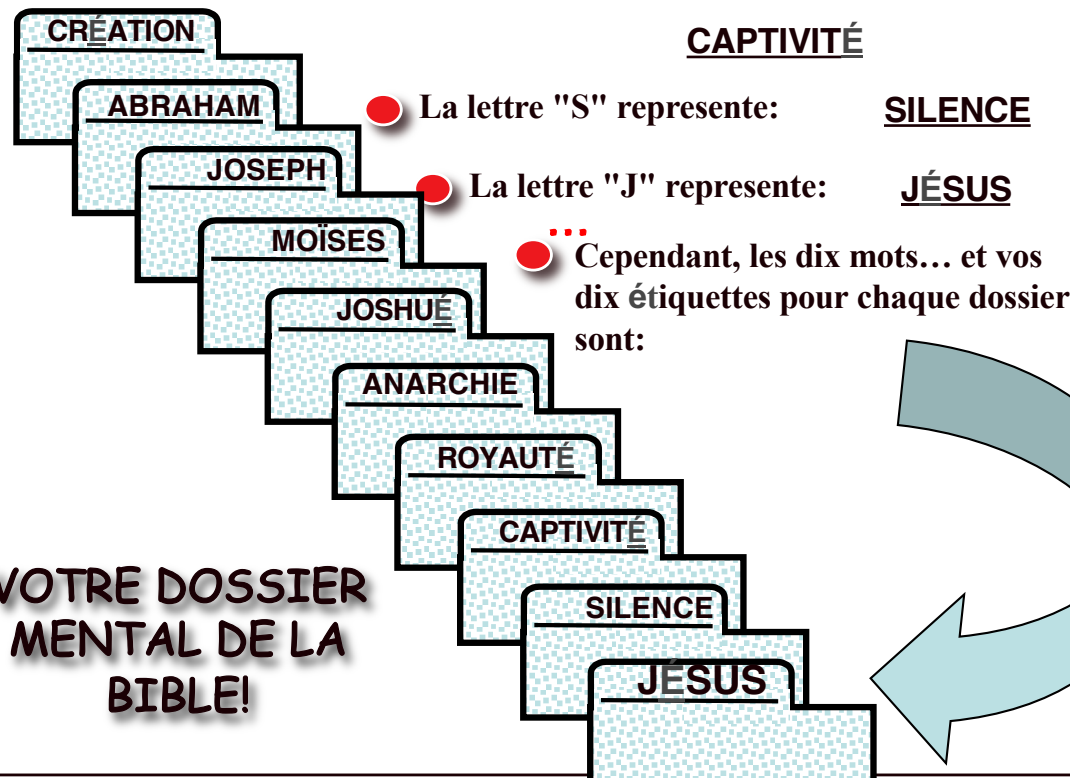 CRÉATION
ABRAHAM
JOSEPH
MOÏSES
JOSHUÉ
ANARCHIE
ROYAUTÉ
CAPTIVITÉ
SILENCE
JÉSUS
CAPTIVITÉ
La lettre "S" represente: SILENCE
La lettre "J" represente: JÉSUS
...
Cependant, les dix mots… et vos
dix étiquettes pour chaque dossier
sont:
VOTRE DOSSIER
MENTAL DE LA
BIBLE!